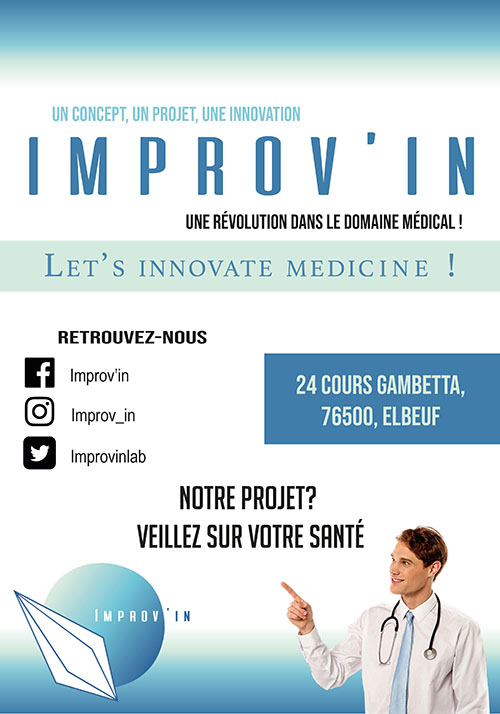 UN CONCEPT, UN PROJET, UNE INNOVATION
IMPROV'IN
UNE RÉVOLUTION DANS LE DOMAINE MÉDICAL !
LET'S INNOVATE MEDICINE !
RETROUVEZ-NOUS
Improv'in
Improv_in
Improvinlab
24 COURS GAMBETTA,
76500, ELBEUF
NOTRE PROJET?
VEILLEZ SUR VOTRE SANTÉ
IMPROV'IN